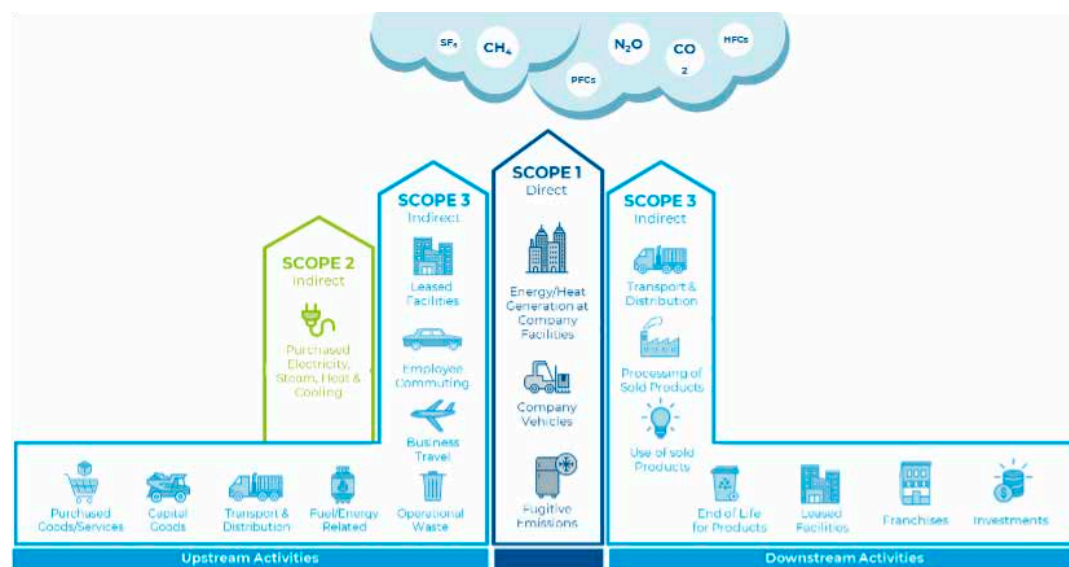 SF₆
CH₄
N₂O
CO
2
HFCs
PFCs
SCOPE 2
Indirect
Purchased
Electricity,
Steam, Heat &
Cooling
SCOPE 3
Indirect
Leased
Facilities
Employee
Commuting
Business
Travel
Operational
Waste
Purchased
Goods/Services
Capital
Goods
Transport &
Distribution
Fuel/Energy
Related
Upstream Activities
SCOPE 1
Direct
Energy/Heat
Generation at
Company
Facilities
Company
Vehicles
Fugitive
Emissions
SCOPE 3
Indirect
Transport &
Distribution
Processing of
Sold Products
Use of sold
Products
End of Life
for Products
Leased
Facilities
Franchises
Investments
Downstream Activities